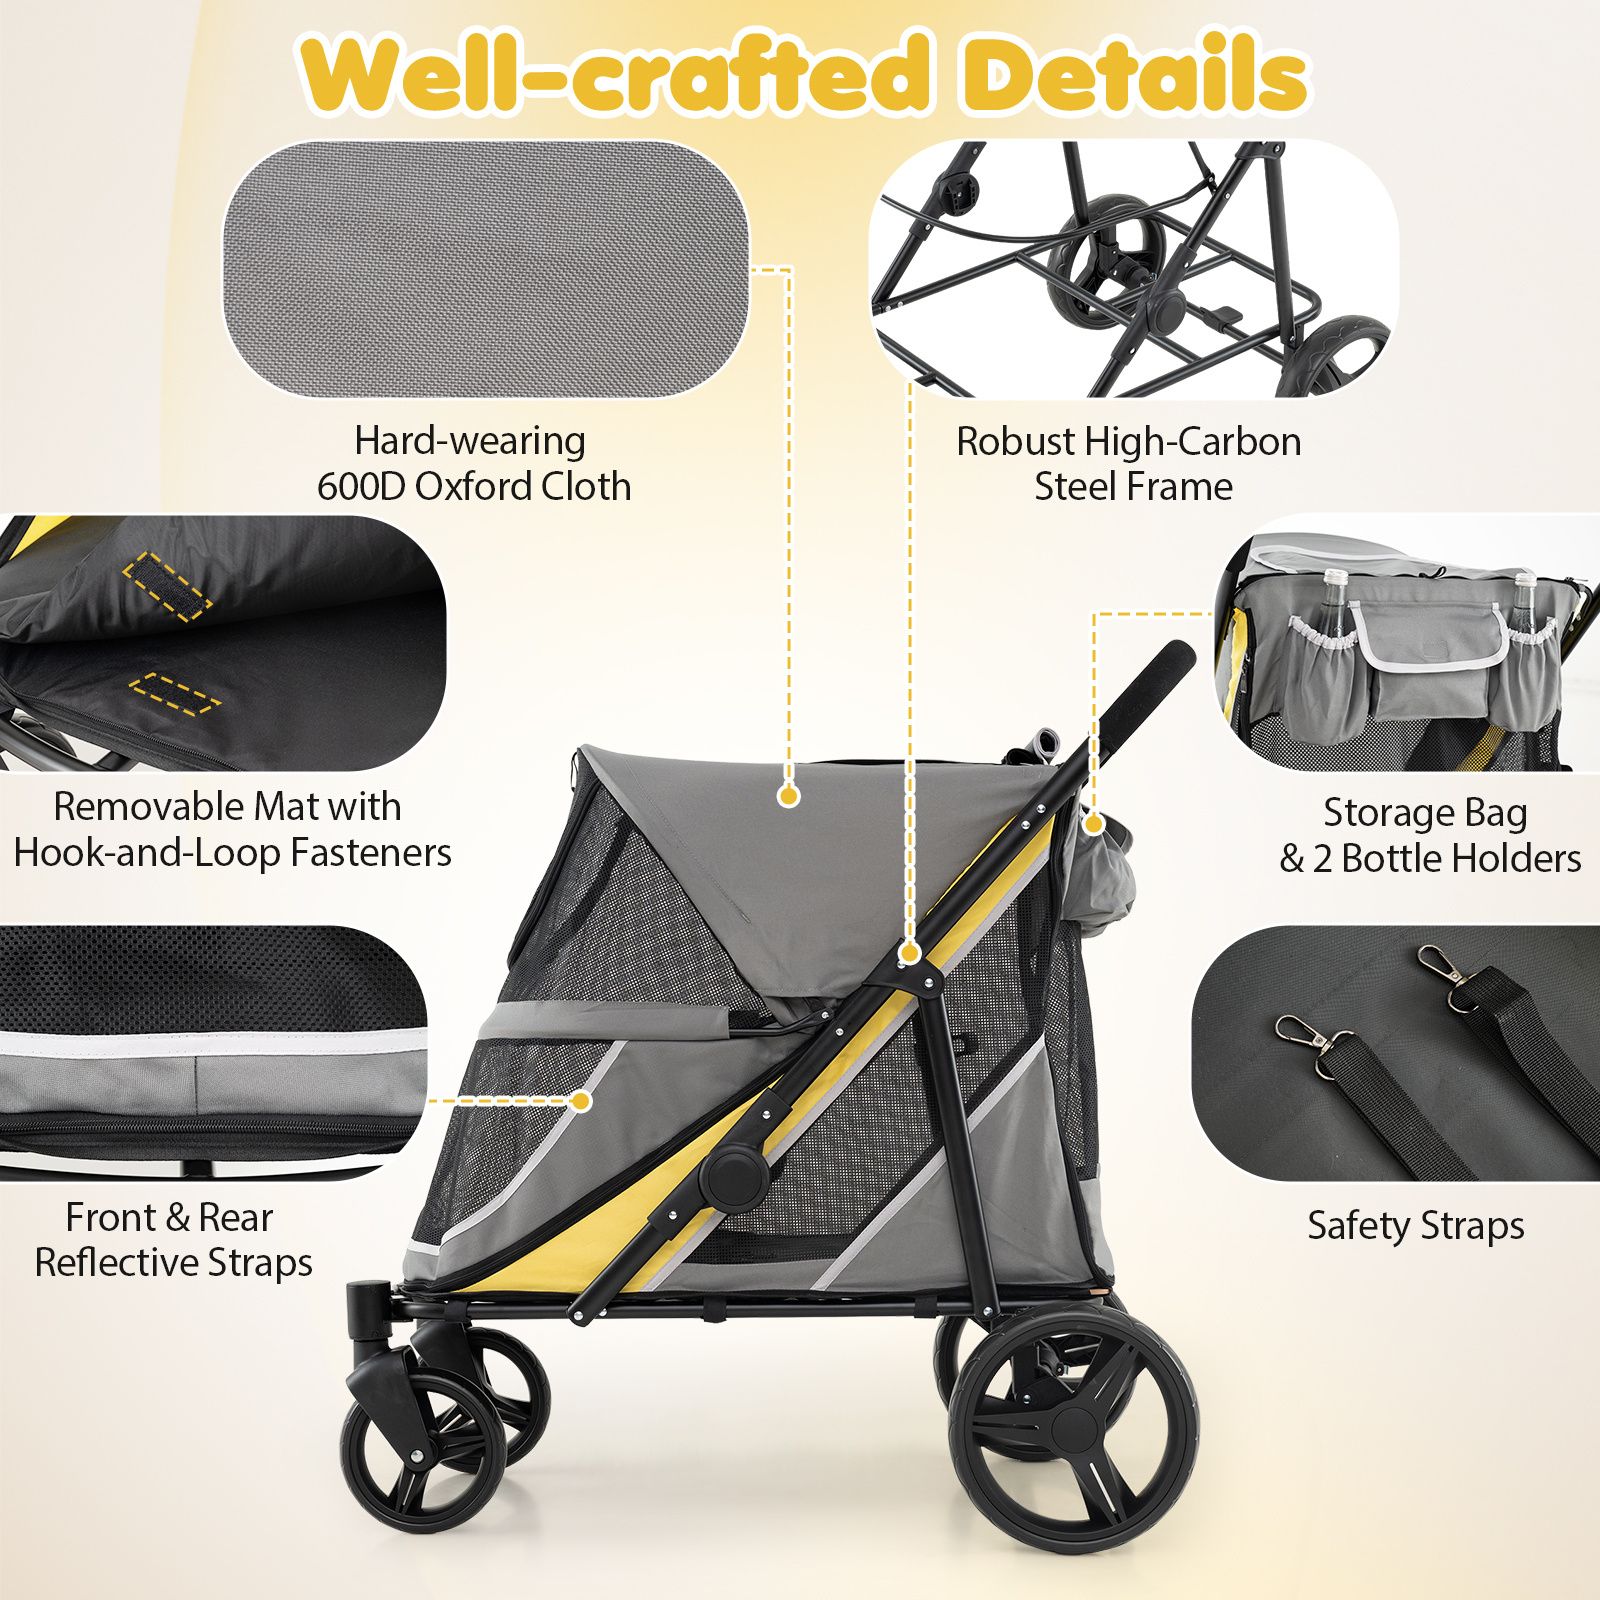 Well-crafted Details
Hard-wearing
600D Oxford Cloth
Robust High-Carbon
Steel Frame
Removable Mat with
Hook-and-Loop Fasteners
Storage Bag
& 2 Bottle Holders
Front & Rear
Reflective Straps
Safety Straps